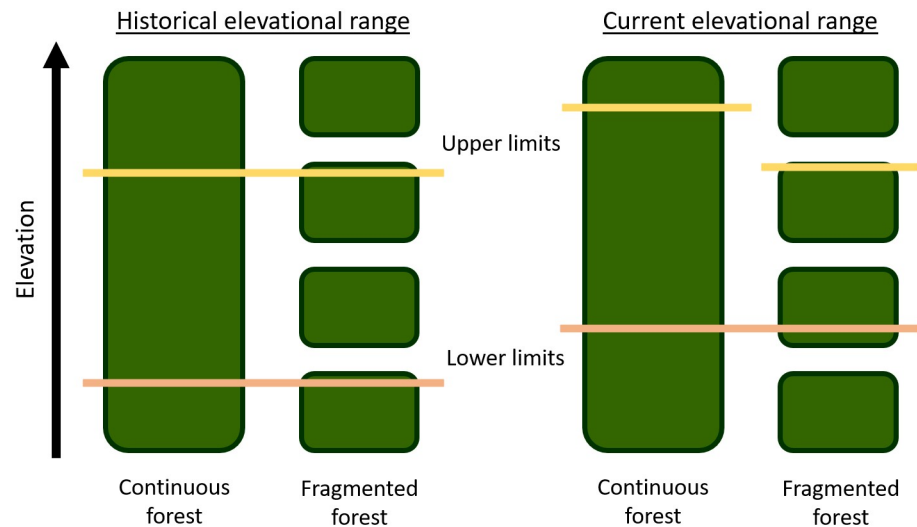 Historical elevational range
Current elevational range
Elevation
Upper limits
Lower limits
Continuous
forest
Fragmented
forest
Continuous
forest
Fragmented
forest